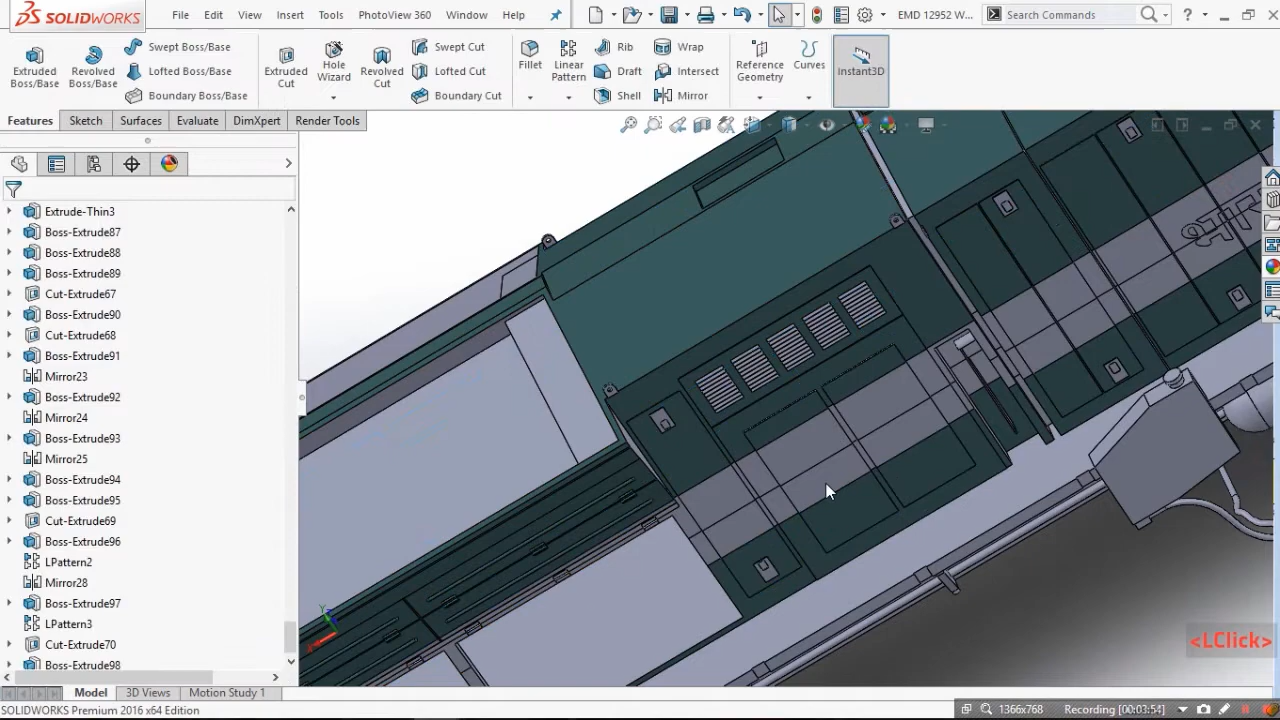 SOLIDWORKS
File Edit View Insert Tools PhotoView 360 Window Help
EMD 12952 W...
Search Commands
Extruded Boss/Base
Revolved Boss/Base
Swept Boss/Base
Lofted Boss/Base
Boundary Boss/Base
Extruded Cut
Hole Wizard
Revolved Cut
Swept Cut
Lofted Cut
Boundary Cut
Fillet
Linear Pattern
Rib
Draft
Shell
Wrap
Intersect
Mirror
Reference Geometry
Curves
Instant3D
Features Sketch Surfaces Evaluate DimXpert Render Tools
Extrude-Thin3
Boss-Extrude87
Boss-Extrude88
Boss-Extrude89
Cut-Extrude67
Boss-Extrude90
Cut-Extrude68
Boss-Extrude91
Mirror23
Boss-Extrude92
Mirror24
Boss-Extrude93
Mirror25
Boss-Extrude94
Boss-Extrude95
Cut-Extrude69
Boss-Extrude96
LPattern2
Mirror28
Boss-Extrude97
LPattern3
Cut-Extrude70
Boss-Extrude98
<LClick>
Model 3D Views Motion Study 1
SOLIDWORKS Premium 2016 x64 Edition
1366x768 Recording [00:03:54]